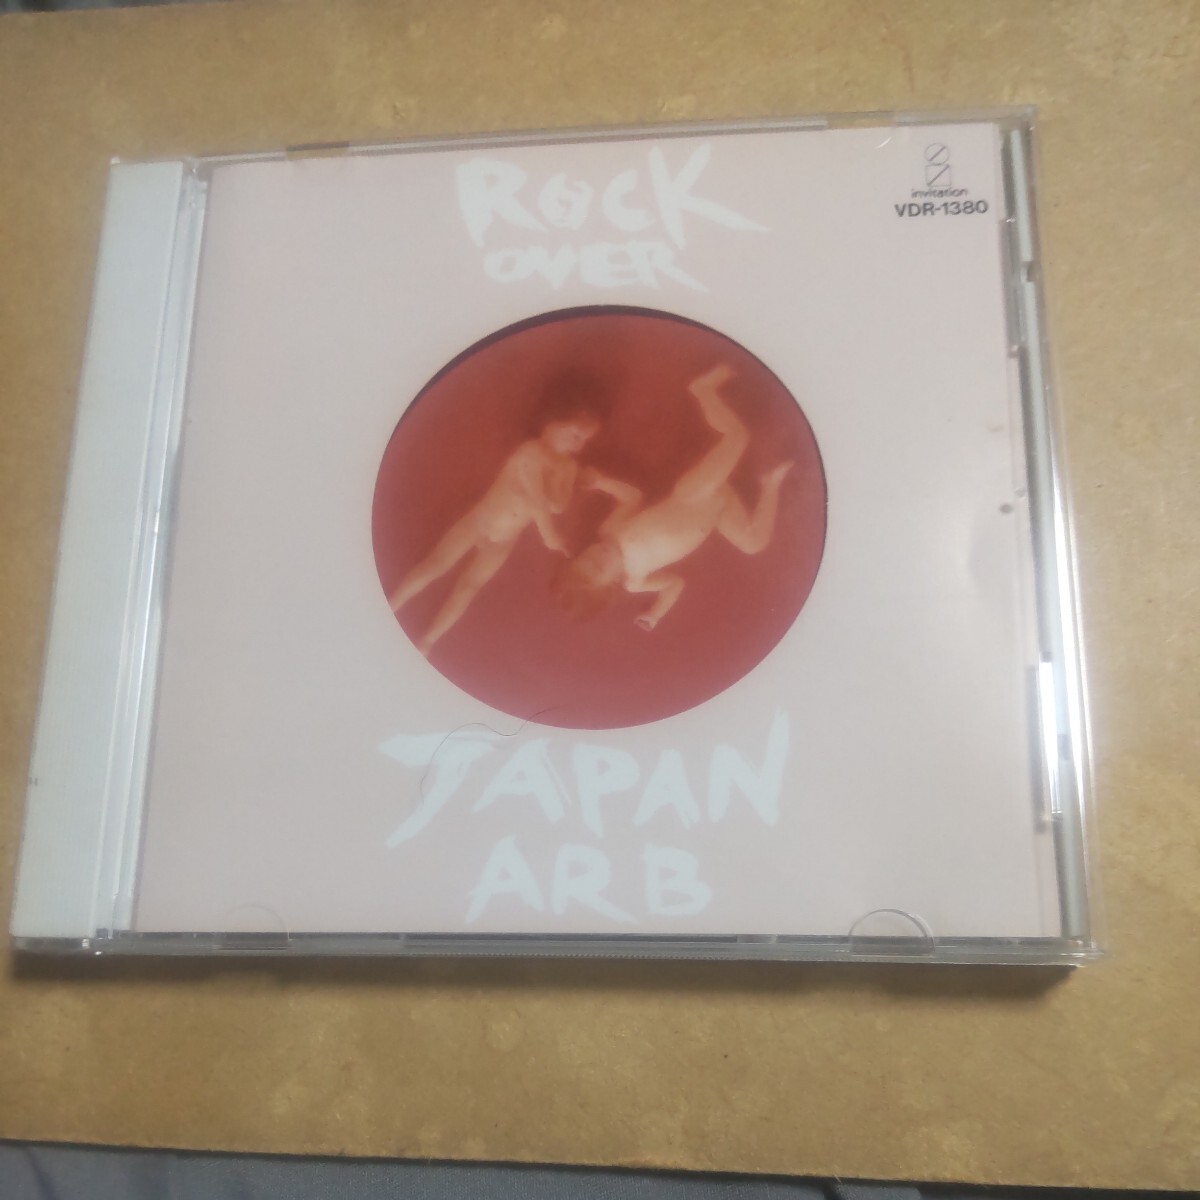 ROCK
OVER
invitation
VDR-1380
JAPAN
ARB